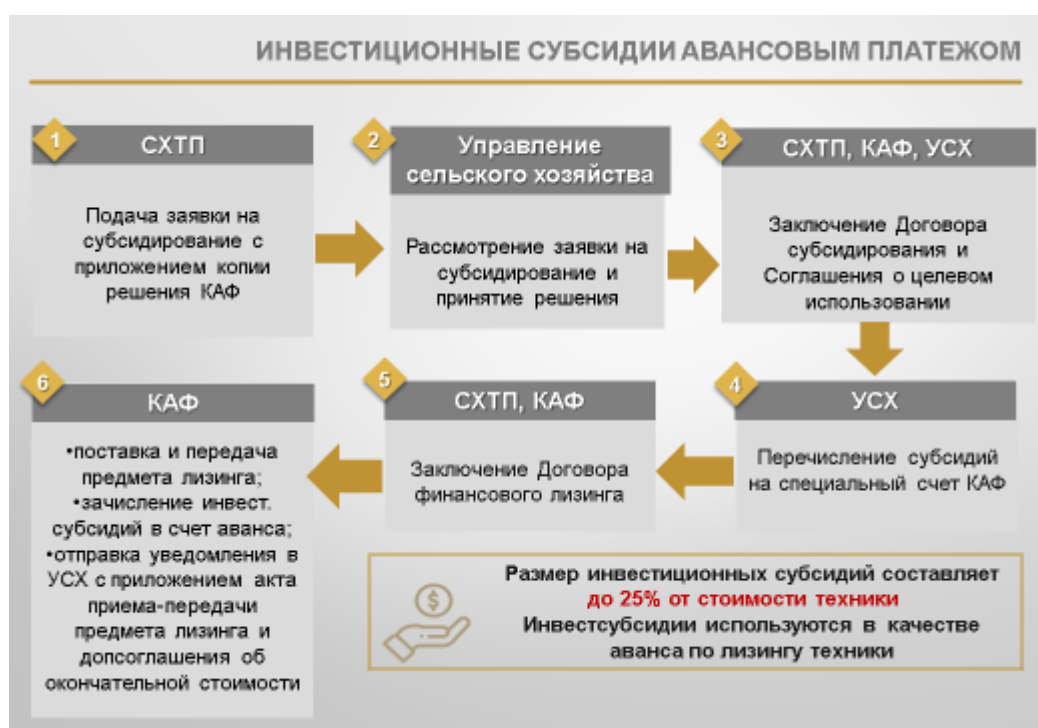 ИНВЕСТИЦИОННЫЕ СУБСИДИИ АВАНСОВЫМ ПЛАТЕЖОМ
1
СХТП
Подача заявки на
субсидирование с
приложением копии
решения КАФ
2
Управление
сельского хозяйства
Рассмотрение заявки на
субсидирование и
принятие решения
3
СХТП, КАФ, УСХ
Заключение Договора
субсидирования и
Соглашения о целевом
использовании
4
УСХ
Перечисление субсидий
на специальный счет КАФ
5
СХТП, КАФ
Заключение Договора
финансового лизинга
6
КАФ
•поставка и передача
предмета лизинга;
•зачисление инвест.
субсидий в счет аванса;
•отправка уведомления в
УСХ с приложением акта
приема-передачи
предмета лизинга и
допсоглашения об
окончательной стоимости
$
Размер инвестиционных субсидий составляет
до 25% от стоимости техники
Инвестсубсидии используются в качестве
аванса по лизингу техники